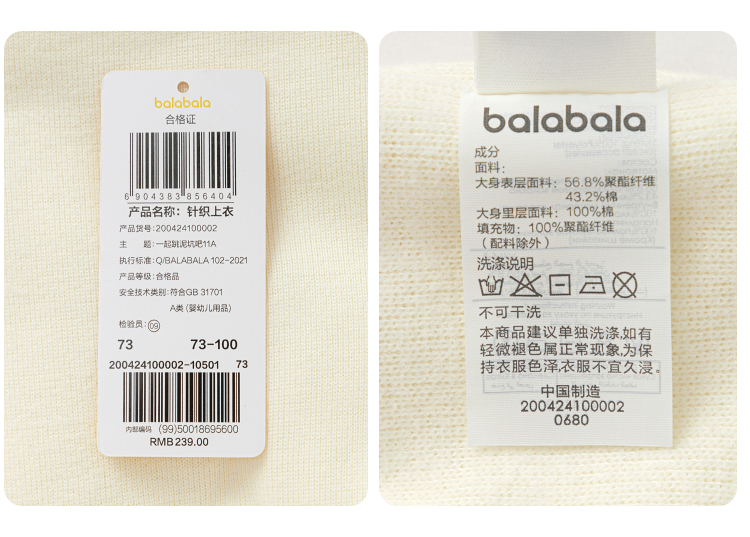 balabala
合格证
6 904383 856404
产品名称：针织上衣
产品货号：200424100002
主　题：一起跳泥坑吧11A
执行标准：Q/BALABALA 102-2021
产品等级：合格品
安全技术类别：符合GB 31701
A类 (婴幼儿用品)
检验员：09
73 73-100
200424100002-10501 73
内部编码 (99)50018695600
RMB239.00
balabala
成分
面料：
大身表层面料：56.8%聚酯纤维
43.2%棉
大身里层面料：100%棉
填充物：100%聚酯纤维
（配料除外）
洗涤说明
不可干洗
本商品建议单独洗涤,如有
轻微褪色属正常现象,为保
持衣服色泽,衣服不宜久浸。
中国制造
200424100002
0680